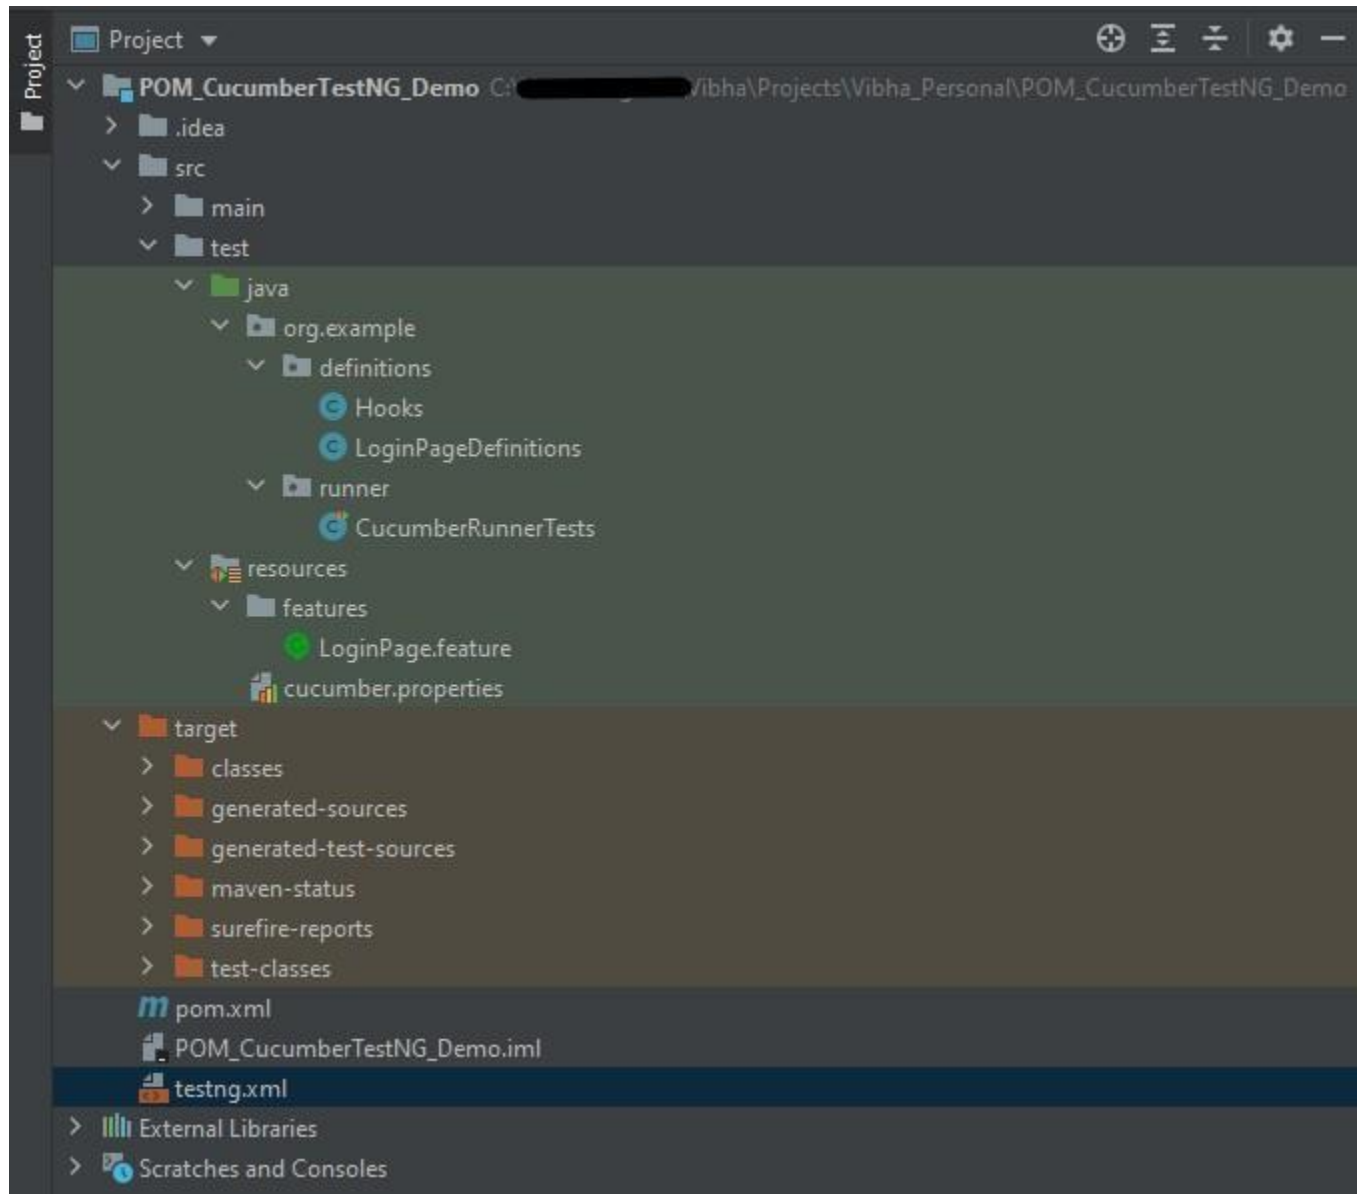 Project
Project
POM_CucumberTestNG_Demo C:\ Vibha\Projects\Vibha_Personal\POM_CucumberTestNG_Demo
.idea
src
main
test
java
org.example
definitions
Hooks
LoginPageDefinitions
runner
CucumberRunnerTests
resources
features
LoginPage.feature
cucumber.properties
target
classes
generated-sources
generated-test-sources
maven-status
surefire-reports
test-classes
pom.xml
POM_CucumberTestNG_Demo.iml
testng.xml
External Libraries
Scratches and Consoles